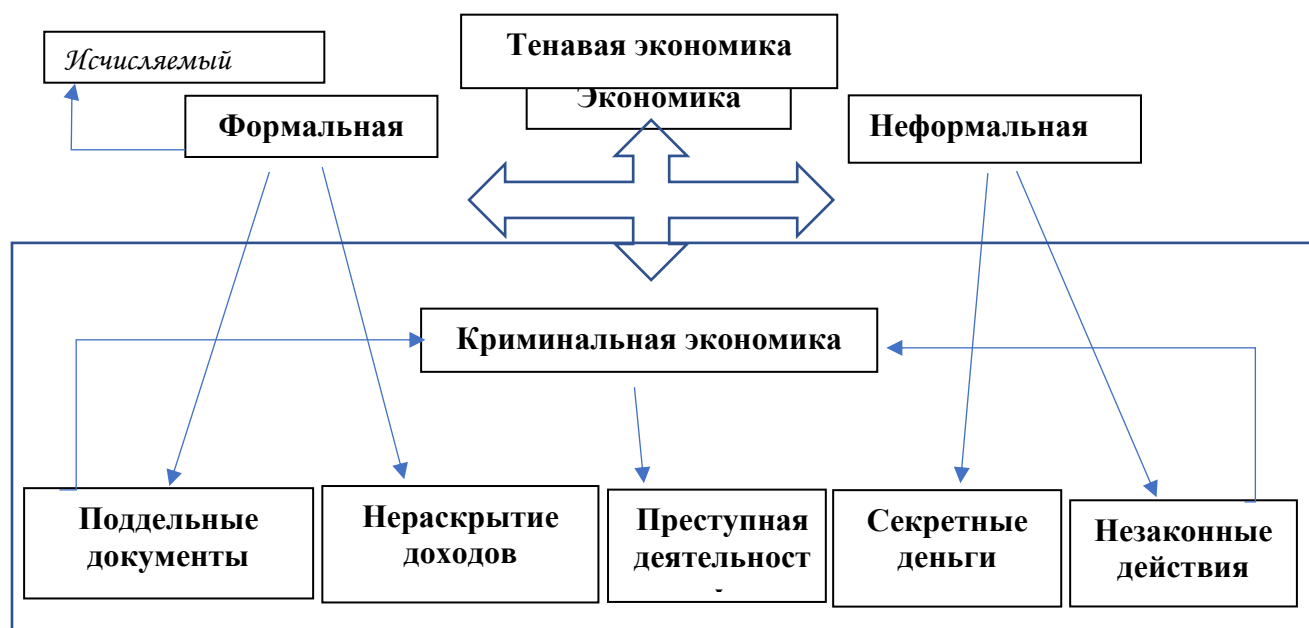 Тенавая экономика
Исчисляемый
Экономика
Формальная
Неформальная
Криминальная экономика
Поддельные
документы
Нераскрытие
доходов
Преступная
деятельност
Секретные
деньги
Незаконные
действия